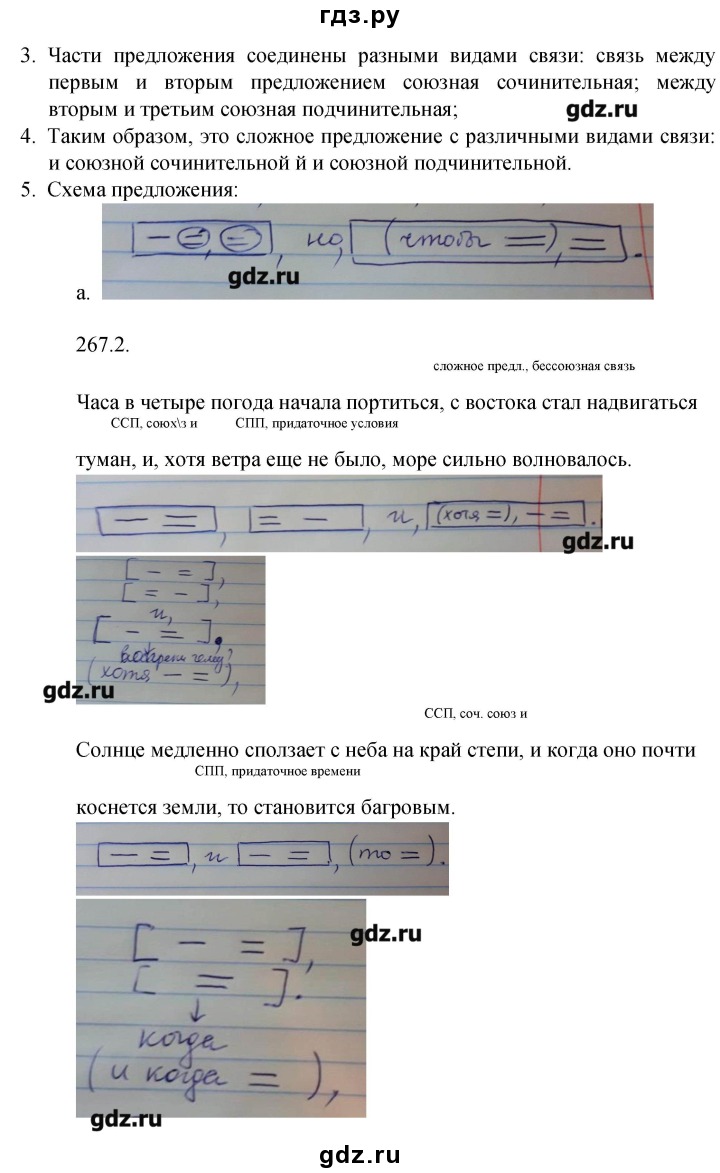 гдз.ру
3. Части предложения соединены разными видами связи: связь между
первым и вторым предложением союзная сочинительная; между
вторым и третьим союзная подчинительная;
gdz.ru
4. Таким образом, это сложное предложение с различными видами связи:
и союзной сочинительной й и союзной подчинительной.
5. Схема предложения:
[ – =, = ], но, [ (чтобы =), = ].
gdz.ru
а.
267.2.
сложное предл., бессоюзная связь
Часа в четыре погода начала портиться, с востока стал надвигаться
ССП, союх\з и СПП, придаточное условия
туман, и, хотя ветра еще не было, море сильно волновалось.
[ – = ], [ = – ], и, [ (хотя =), – = ].
gdz.ru
[ – = ],
[ = – ],
и,
[ – = ].
вопреки чему?
(хотя – = ),
gdz.ru
ССП, соч. союз и
Солнце медленно сползает с неба на край степи, и когда оно почти
СПП, придаточное времени
коснется земли, то становится багровым.
[ – = ], и [ – = ], (то = ).
[ – = ],
gdz.ru
[ = ].
когда
( и когда = ),
gdz.ru
gdz.ru